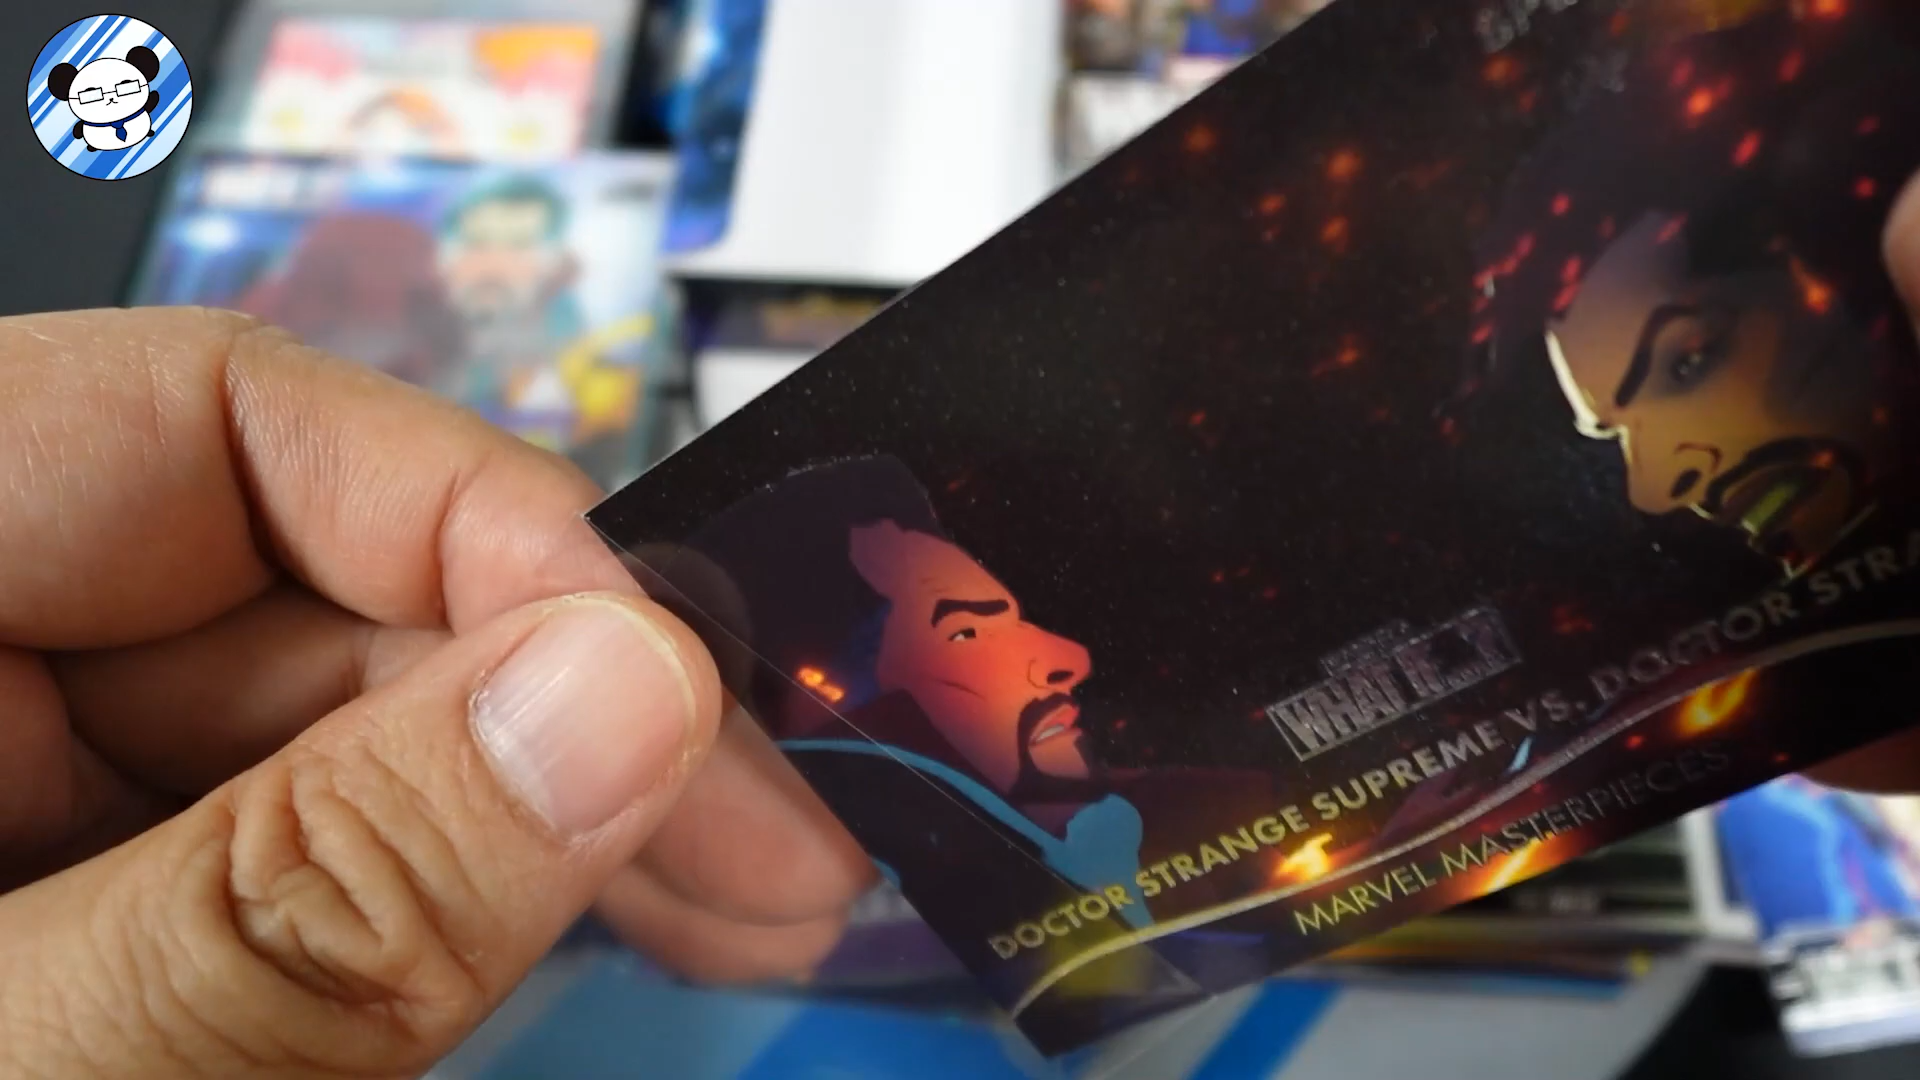 WHAT IF...?
DOCTOR STRANGE SUPREME VS. DOCTOR STRA
MARVEL MASTERPIECES